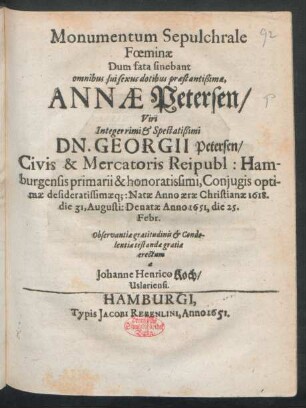 Monumentum Sepulchrale
Fœminæ
Dum fata sinebant
omnibus sui sexus dotibus præstantißimæ,
ANNÆ Petersen/
Viri
Integerrimi & Spectatißimi
DN. GEORGII Petersen/
Civis & Mercatoris Reipubl: Ham-
burgensis primarii & honoratissimi, Conjugis opti-
mæ desideratissimæq;: Natæ Anno æræ Christianæ 1618.
die 31, Augusti: Denatæ Anno 1651, die 25.
Febr.
Observantiæ gratitudinis & Conde-
lentiæ testandæ gratia
erectum
a
Johanne Henrico Koch/
Uslariensi.
HAMBURGI,
Typis JACOBI REBENLINI, Anno 1651.
92